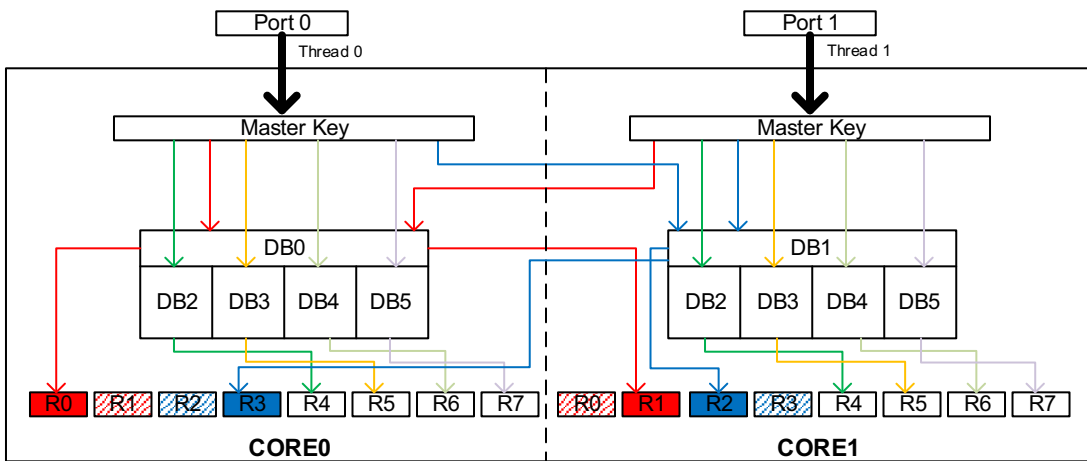 Port 0 Port 1
Thread 0 Thread 1
Master Key Master Key
DB0 DB1
DB2 DB3 DB4 DB5 DB2 DB3 DB4 DB5
R0 R1 R2 R3 R4 R5 R6 R7 R0 R1 R2 R3 R4 R5 R6 R7
CORE0 CORE1